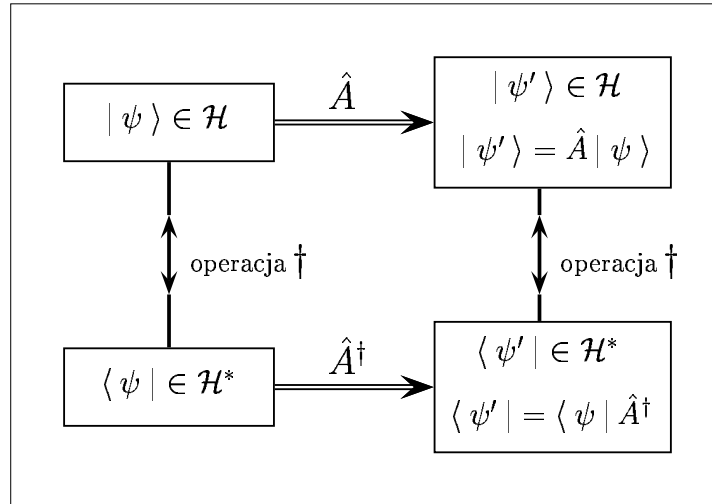 | ψ ⟩ ∈ ℋ
Â
| ψ′ ⟩ ∈ ℋ
| ψ′ ⟩ = Â | ψ ⟩
operacja †
operacja †
⟨ ψ | ∈ ℋ*
Â†
⟨ ψ′ | ∈ ℋ*
⟨ ψ′ | = ⟨ ψ | Â†